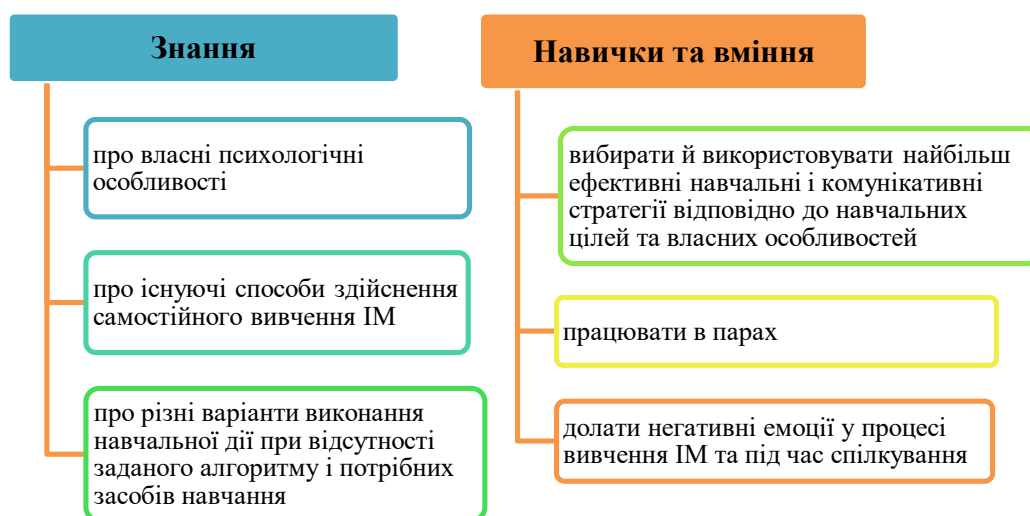 Знання
про власні психологічні
особливості
про існуючі способи здійснення
самостійного вивчення ІМ
про різні варіанти виконання
навчальної дії при відсутності
заданого алгоритму і потрібних
засобів навчання
Навички та вміння
вибирати й використовувати найбільш
ефективні навчальні і комунікативні
стратегії відповідно до навчальних
цілей та власних особливостей
працювати в парах
долати негативні емоції у процесі
вивчення ІМ та під час спілкування